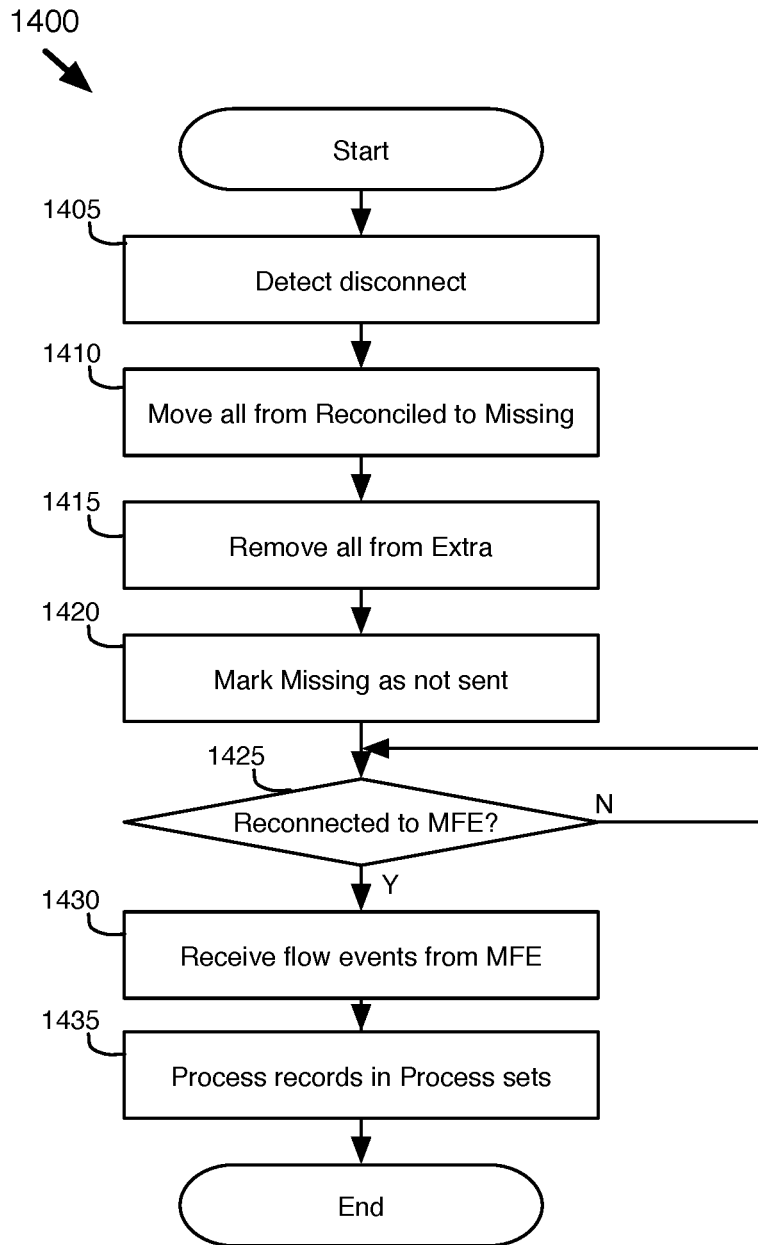 1400
Start
1405
Detect disconnect
1410
Move all from Reconciled to Missing
1415
Remove all from Extra
1420
Mark Missing as not sent
1425
Reconnected to MFE?
N
Y
1430
Receive flow events from MFE
1435
Process records in Process sets
End